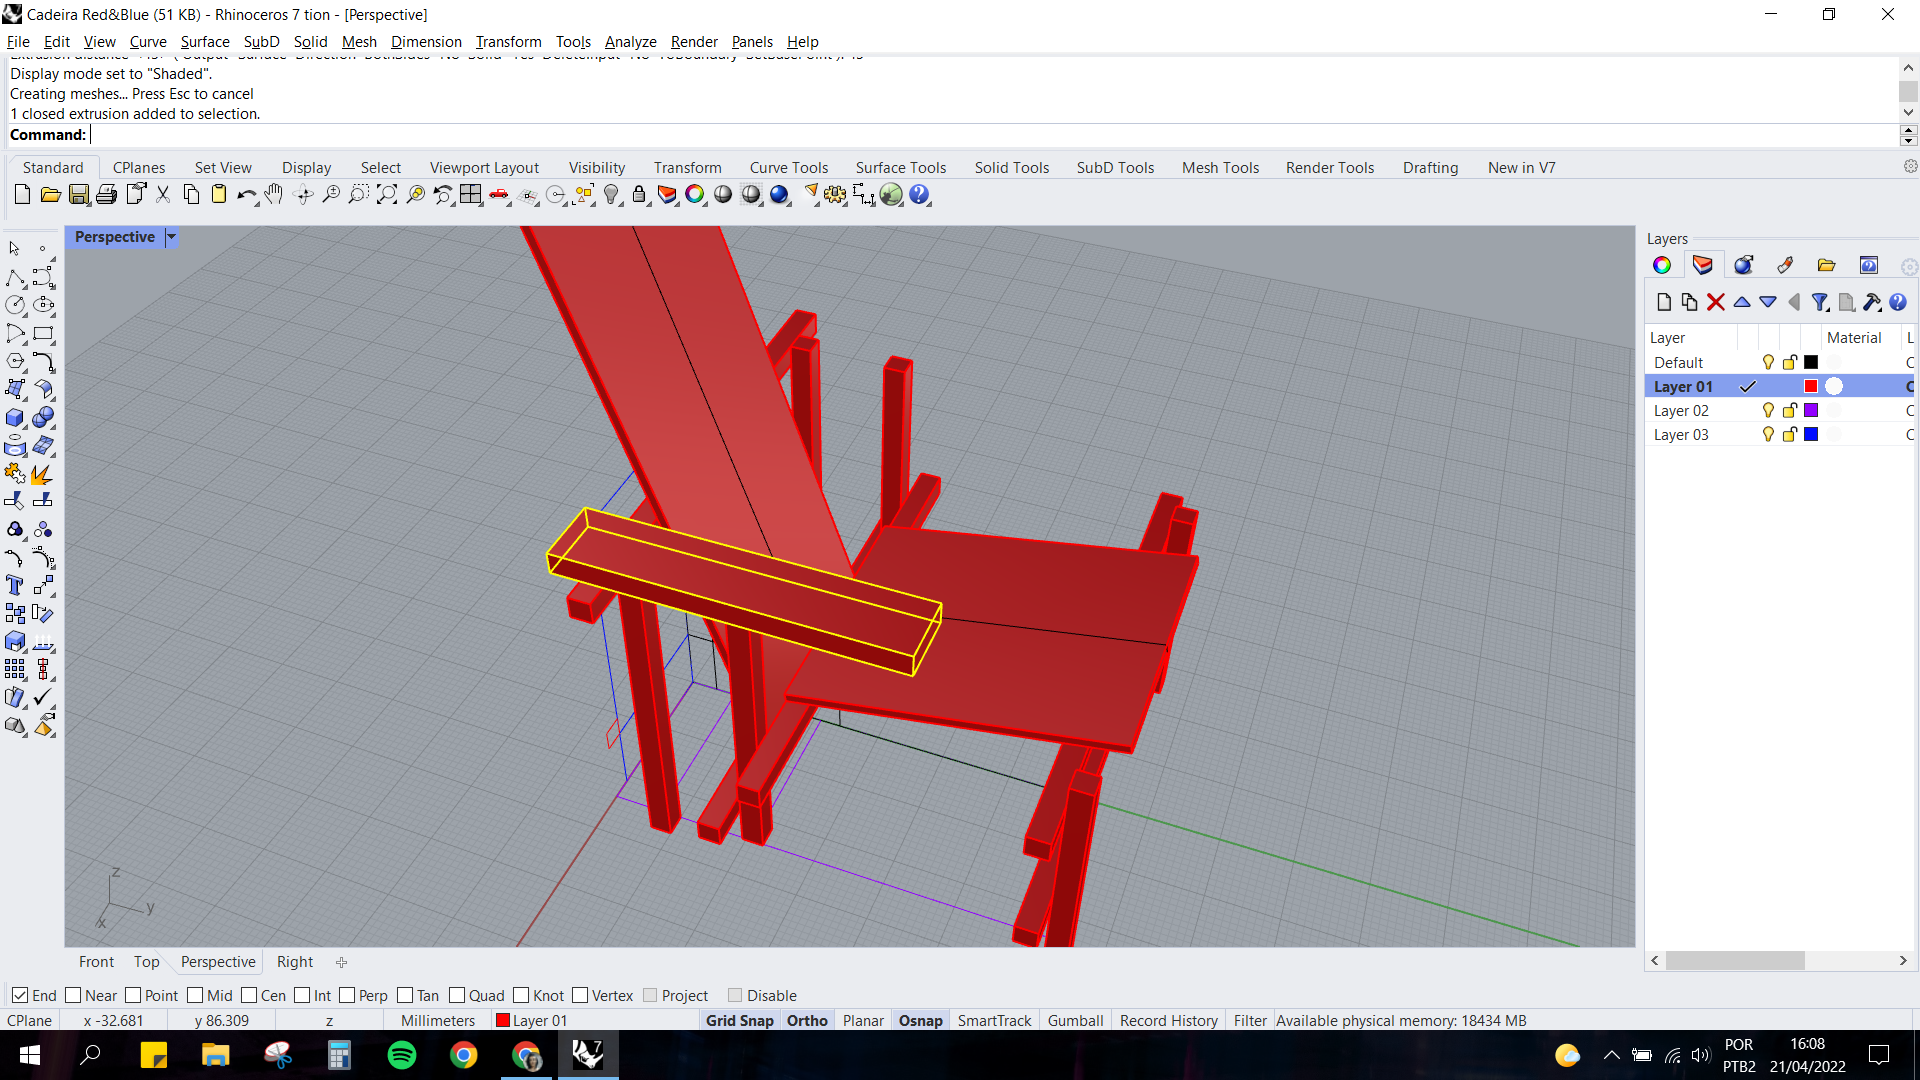 Cadeira Red&Blue (51 KB) - Rhinoceros 7 tion - [Perspective]
File Edit View Curve Surface SubD Solid Mesh Dimension Transform Tools Analyze Render Panels Help
Display mode set to "Shaded".
Creating meshes... Press Esc to cancel
1 closed extrusion added to selection.
Command:
Standard CPlanes Set View Display Select Viewport Layout Visibility Transform Curve Tools Surface Tools Solid Tools SubD Tools Mesh Tools Render Tools Drafting New in V7
Perspective
Layers
Layer Material L
Default C
Layer 01 C
Layer 02 C
Layer 03 C
z
y
x
Front Top Perspective Right
End Near Point Mid Cen Int Perp Tan Quad Knot Vertex Project Disable
CPlane x -32.681 y 86.309 z Millimeters Layer 01 Grid Snap Ortho Planar Osnap SmartTrack Gumball Record History Filter Available physical memory: 18434 MB
7
POR 16:08
PTB2 21/04/2022